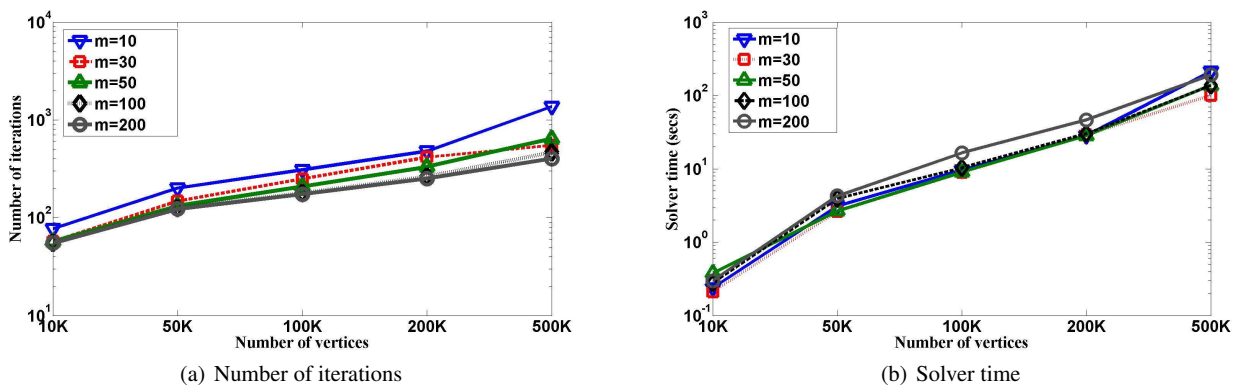 10^4
10^3
10^2
10^1
Number of iterations
m=10
m=30
m=50
m=100
m=200
10K 50K 100K 200K 500K
Number of vertices
(a) Number of iterations
10^3
10^2
10^1
10^0
10^-1
Solver time (secs)
m=10
m=30
m=50
m=100
m=200
10K 50K 100K 200K 500K
Number of vertices
(b) Solver time